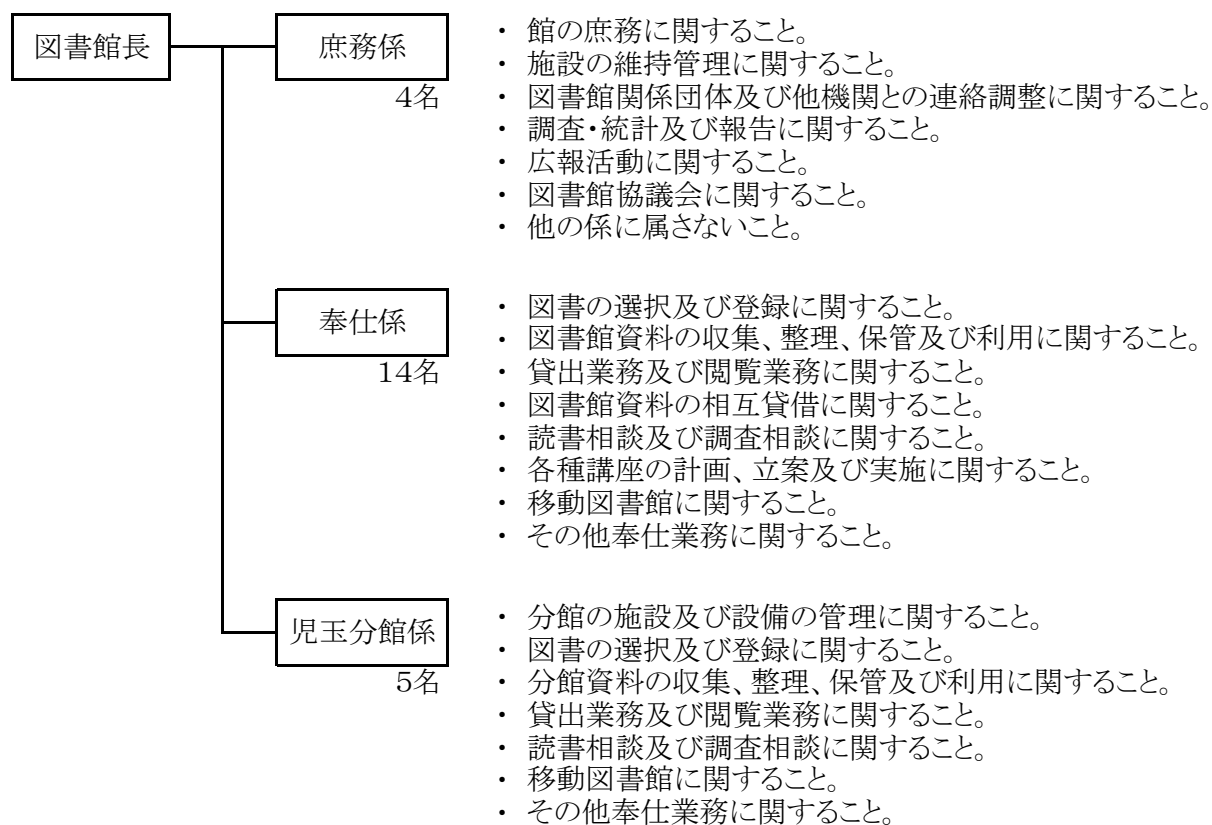 図書館長
庶務係
4名
・ 館の庶務に関すること。
・ 施設の維持管理に関すること。
・ 図書館関係団体及び他機関との連絡調整に関すること。
・ 調査・統計及び報告に関すること。
・ 広報活動に関すること。
・ 図書館協議会に関すること。
・ 他の係に属さないこと。
奉仕係
14名
・ 図書の選択及び登録に関すること。
・ 図書館資料の収集、整理、保管及び利用に関すること。
・ 貸出業務及び閲覧業務に関すること。
・ 図書館資料の相互貸借に関すること。
・ 読書相談及び調査相談に関すること。
・ 各種講座の計画、立案及び実施に関すること。
・ 移動図書館に関すること。
・ その他奉仕業務に関すること。
児玉分館係
5名
・ 分館の施設及び設備の管理に関すること。
・ 図書の選択及び登録に関すること。
・ 分館資料の収集、整理、保管及び利用に関すること。
・ 貸出業務及び閲覧業務に関すること。
・ 読書相談及び調査相談に関すること。
・ 移動図書館に関すること。
・ その他奉仕業務に関すること。